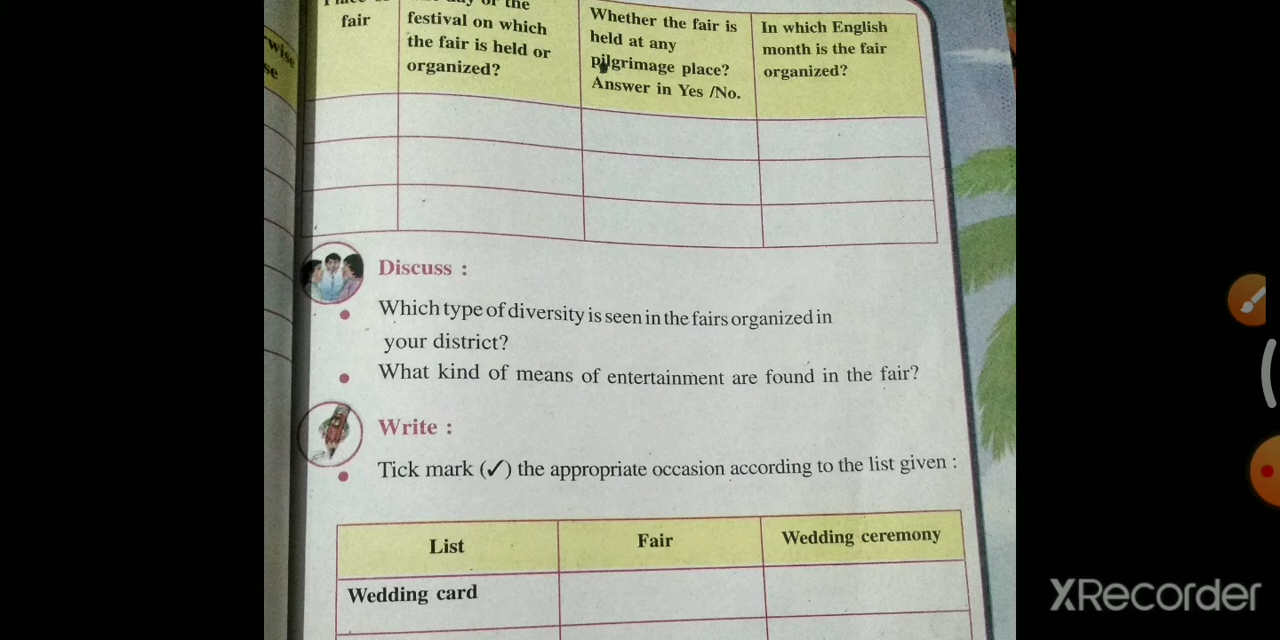 fair
the
festival on which
the fair is held or
organized?
Whether the fair is
held at any
pilgrimage place?
Answer in Yes /No.
In which English
month is the fair
organized?
wise
se
Discuss :
• Which type of diversity is seen in the fairs organized in
your district?
• What kind of means of entertainment are found in the fair?
Write :
• Tick mark (✓) the appropriate occasion according to the list given :
List
Fair
Wedding ceremony
Wedding card
XRecorder